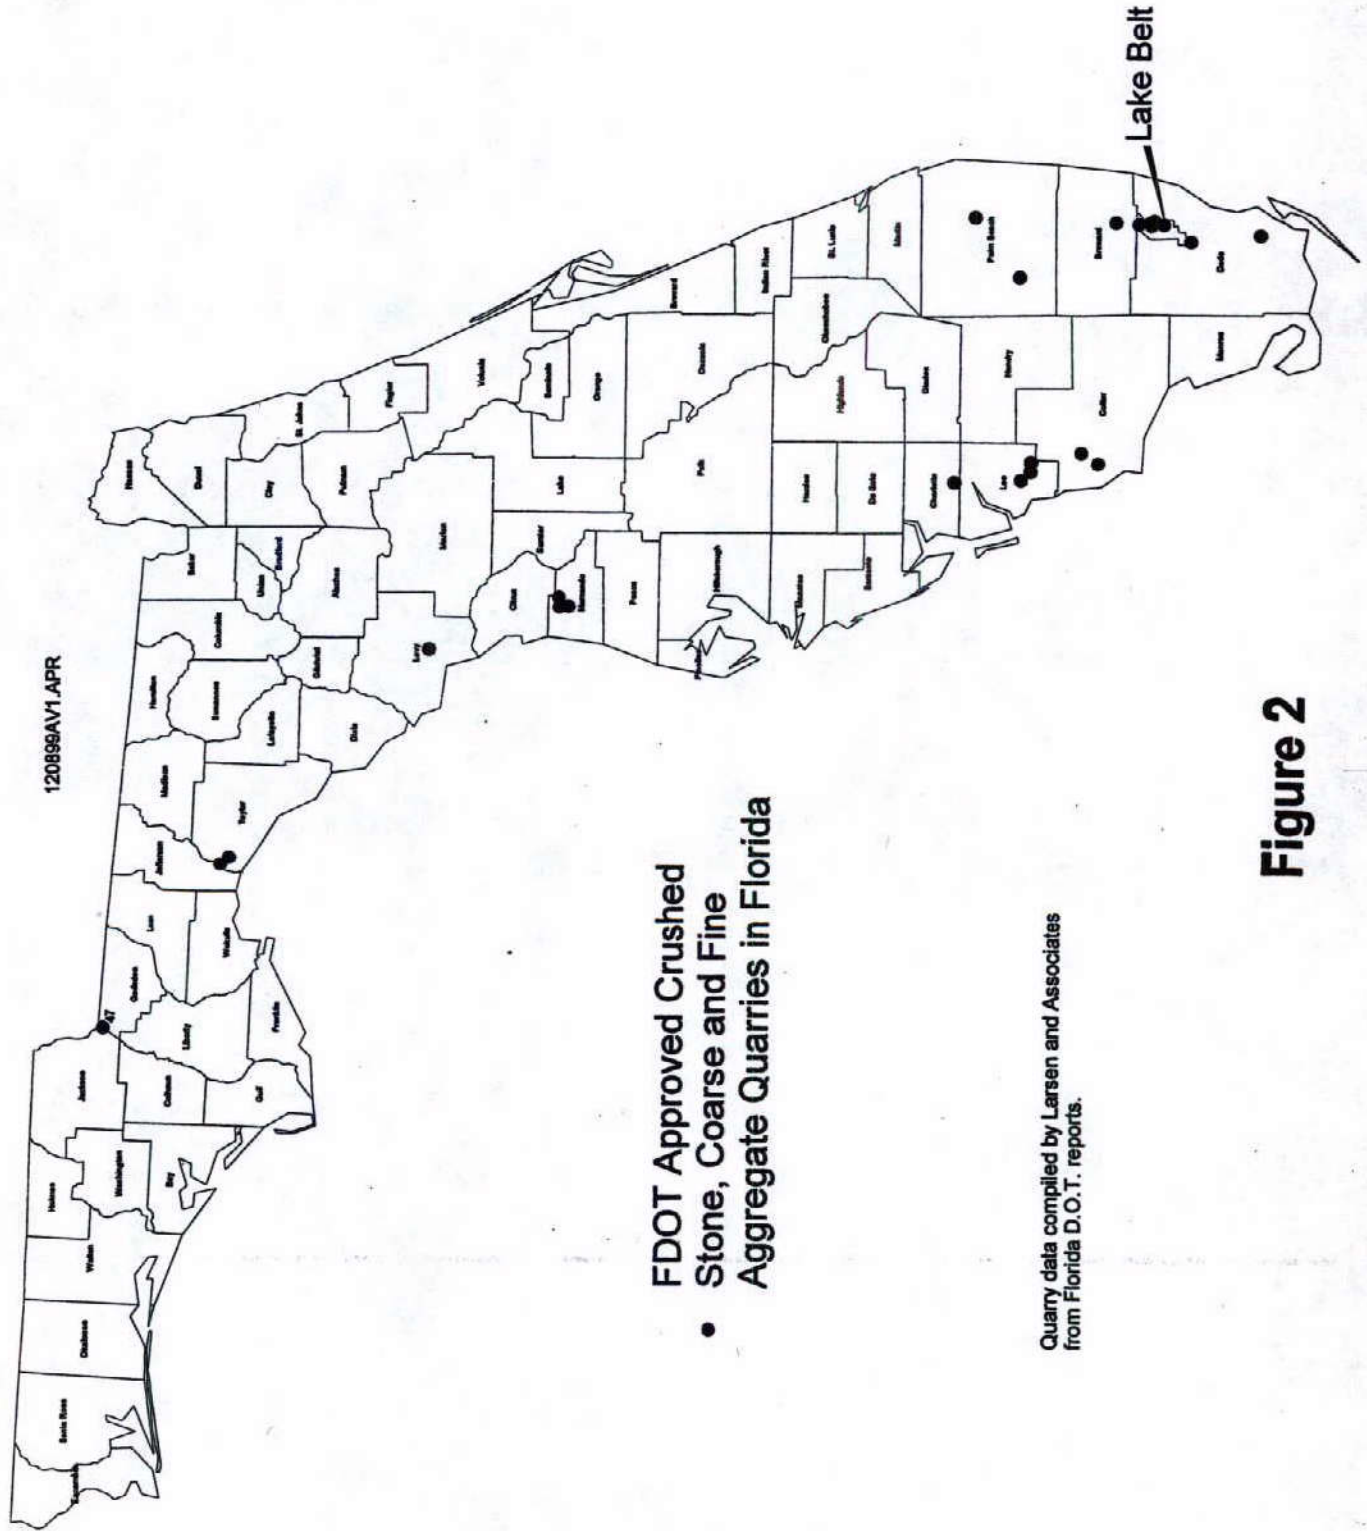 120899AV1.APR
Escambia
Santa Rosa
Okaloosa
Walton
Holmes
Washington
Bay
Jackson
Calhoun
Gulf
47
Gadsden
Liberty
Franklin
Leon
Wakulla
Jefferson
Madison
Taylor
Hamilton
Suwannee
Lafayette
Dixie
Columbia
Gilchrist
Levy
Baker
Union
Bradford
Alachua
Nassau
Duval
Clay
St. Johns
Putnam
Flagler
Marion
Volusia
Citrus
Sumter
Hernando
Lake
Seminole
Orange
Pasco
Pinellas
Hillsborough
Polk
Osceola
Brevard
Indian River
Manatee
Hardee
Highlands
Okeechobee
St. Lucie
Sarasota
De Soto
Martin
Charlotte
Glades
Lee
Hendry
Palm Beach
Collier
Broward
Monroe
Dade
Lake Belt
FDOT Approved Crushed
• Stone, Coarse and Fine
Aggregate Quarries in Florida
Quarry data compiled by Larsen and Associates
from Florida D.O.T. reports.
Figure 2